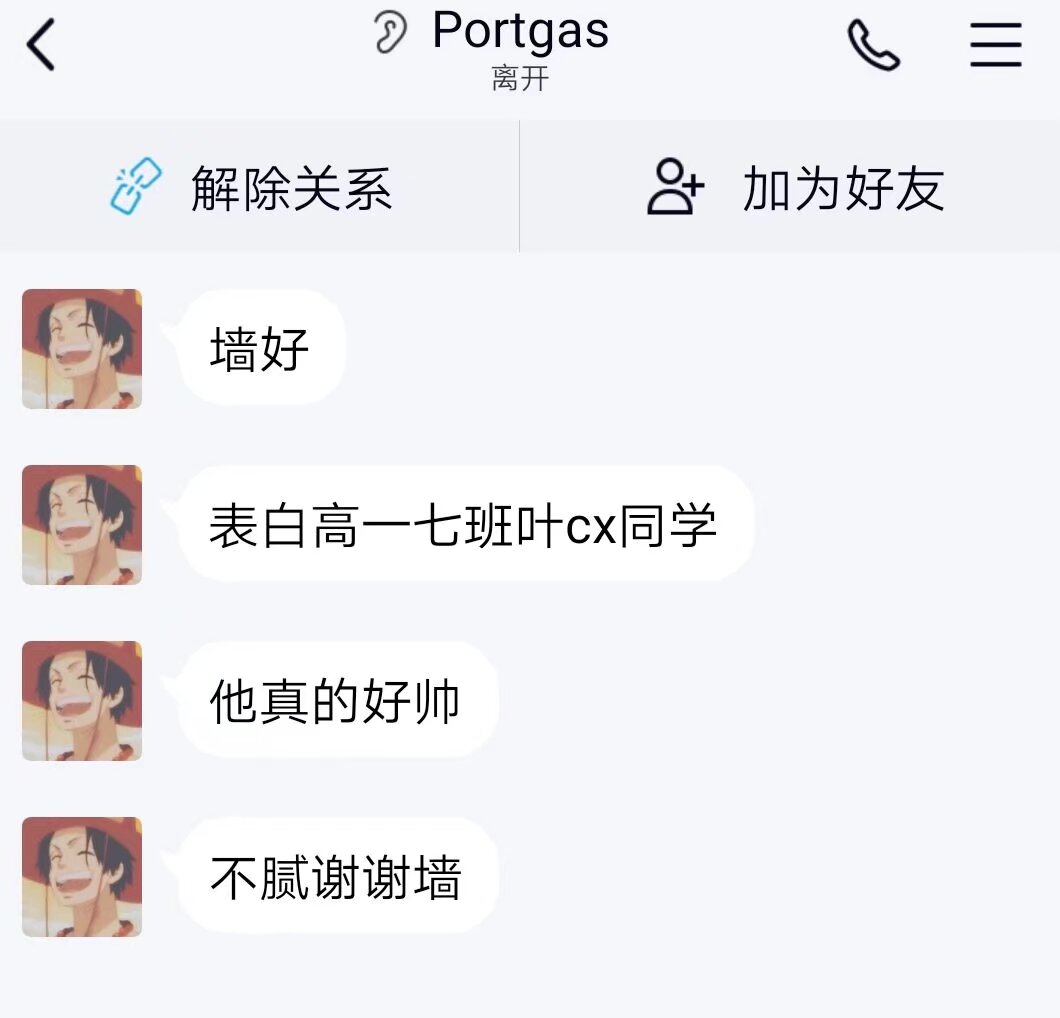 Portgas
离开
解除关系
加为好友
墙好
表白高一七班叶cx同学
他真的好帅
不腻谢谢墙